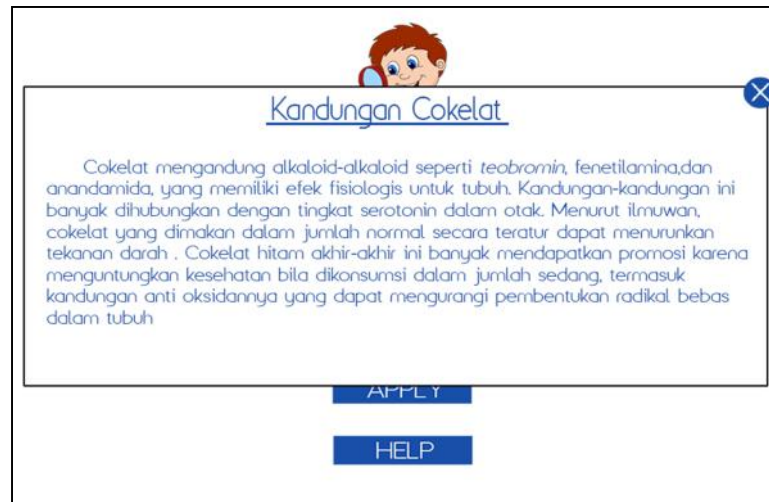 Kandungan Cokelat
Cokelat mengandung alkaloid-alkaloid seperti teobromin, fenetilamina,dan
anandamida, yang memiliki efek fisiologis untuk tubuh. Kandungan-kandungan ini
banyak dihubungkan dengan tingkat serotonin dalam otak. Menurut ilmuwan,
cokelat yang dimakan dalam jumlah normal secara teratur dapat menurunkan
tekanan darah . Cokelat hitam akhir-akhir ini banyak mendapatkan promosi karena
menguntungkan kesehatan bila dikonsumsi dalam jumlah sedang, termasuk
kandungan anti oksidannya yang dapat mengurangi pembentukan radikal bebas
dalam tubuh
APPLY
HELP